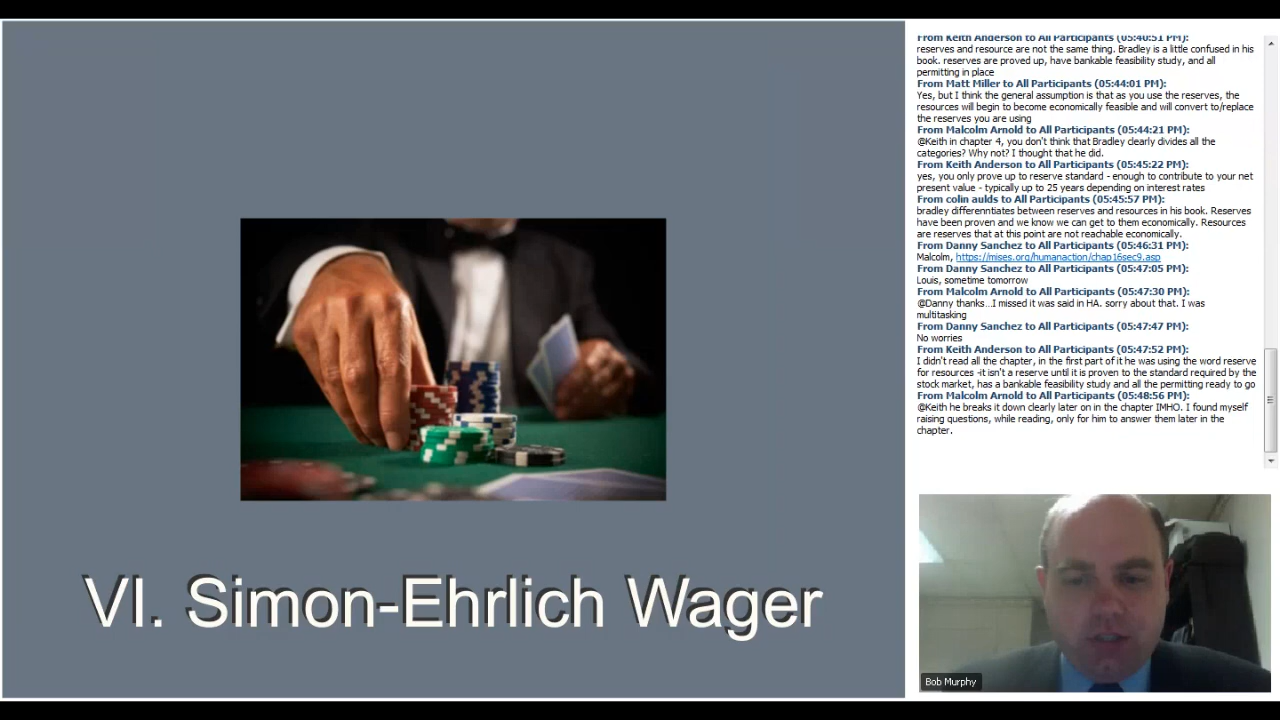 VI. Simon-Ehrlich Wager
From Keith Anderson to All Participants (05:40:51 PM):
reserves and resource are not the same thing. Bradley is a little confused in his
book. reserves are proved up, have bankable feasibility study, and all
permitting in place
From Matt Miller to All Participants (05:44:01 PM):
Yes, but I think the general assumption is that as you use the reserves, the
resources will begin to become economically feasible and will convert to/replace
the reserves you are using
From Malcolm Arnold to All Participants (05:44:21 PM):
@Keith in chapter 4, you don't think that Bradley clearly divides all the
categories? Why not? I thought that he did.
From Keith Anderson to All Participants (05:45:22 PM):
yes, you only prove up to reserve standard - enough to contribute to your net
present value - typically up to 25 years depending on interest rates
From colin aulds to All Participants (05:45:57 PM):
bradley differenntiates between reserves and resources in his book. Reserves
have been proven and we know we can get to them economically. Resources
are reserves that at this point are not reachable economically.
From Danny Sanchez to All Participants (05:46:31 PM):
Malcolm, https://mises.org/humanaction/chap16sec9.asp
From Danny Sanchez to All Participants (05:47:05 PM):
Louis, sometime tomorrow
From Malcolm Arnold to All Participants (05:47:30 PM):
@Danny thanks...I missed it was said in HA. sorry about that. I was
multitasking
From Danny Sanchez to All Participants (05:47:47 PM):
No worries
From Keith Anderson to All Participants (05:47:52 PM):
I didn't read all the chapter, in the first part of it he was using the word reserve
for resources -it isn't a reserve until it is proven to the standard required by the
stock market, has a bankable feasibility study and all the permitting ready to go
From Malcolm Arnold to All Participants (05:48:56 PM):
@Keith he breaks it down clearly later on in the chapter IMHO. I found myself
raising questions, while reading, only for him to answer them later in the
chapter.
Bob Murphy